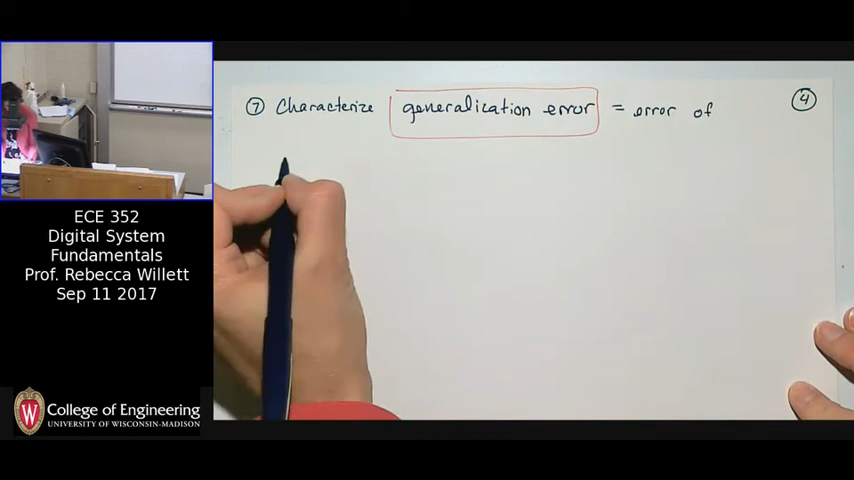 ⑦ Characterize generalization error = error of
④
ECE 352
Digital System
Fundamentals
Prof. Rebecca Willett
Sep 11 2017
W
College of Engineering
UNIVERSITY OF WISCONSIN-MADISON